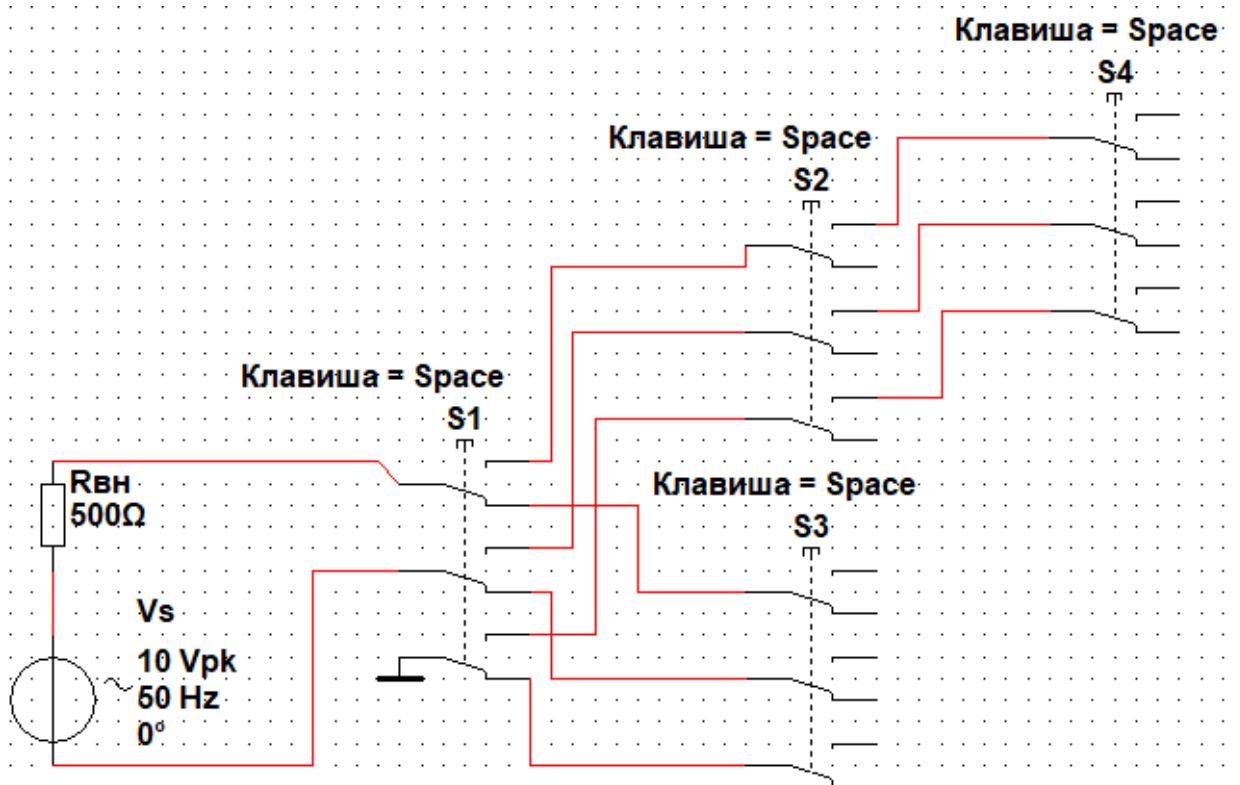 Клавиша = Space
S4
Клавиша = Space
S2
Клавиша = Space
S1
Rвн
500Ω
Клавиша = Space
S3
Vs
10 Vpk
50 Hz
0°